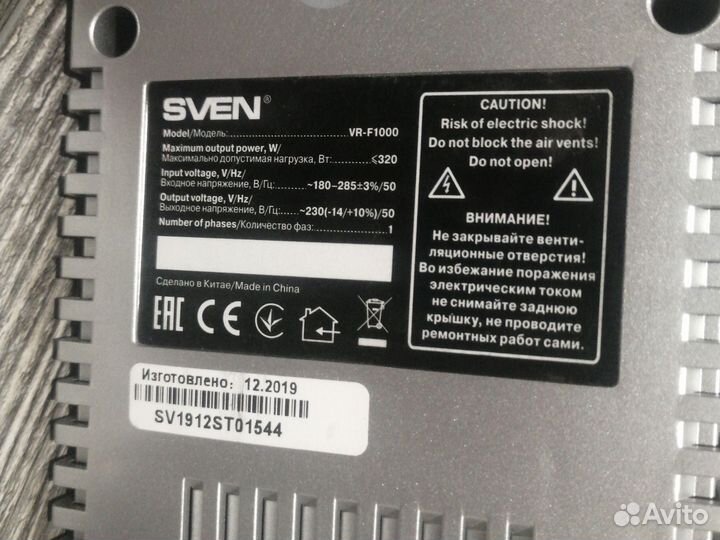 SVEN®
Model/Модель: VR-F1000
Maximum output power, W/
Максимально допустимая нагрузка, Вт: ⩽320
Input voltage, V/Hz/
Входное напряжение, В/Гц: ~180–285±3%/50
Output voltage, V/Hz/
Выходное напряжение, В/Гц: ~230(-14/+10%)/50
Number of phases/Количество фаз: 1
Сделано в Китае/Made in China
EAC CE
CAUTION!
Risk of electric shock!
Do not block the air vents!
Do not open!
ВНИМАНИЕ!
Не закрывайте венти-
ляционные отверстия!
Во избежание поражения
электрическим током
не снимайте заднюю
крышку, не проводите
ремонтных работ сами.
Изготовлено: 12.2019
SV1912ST01544
Avito